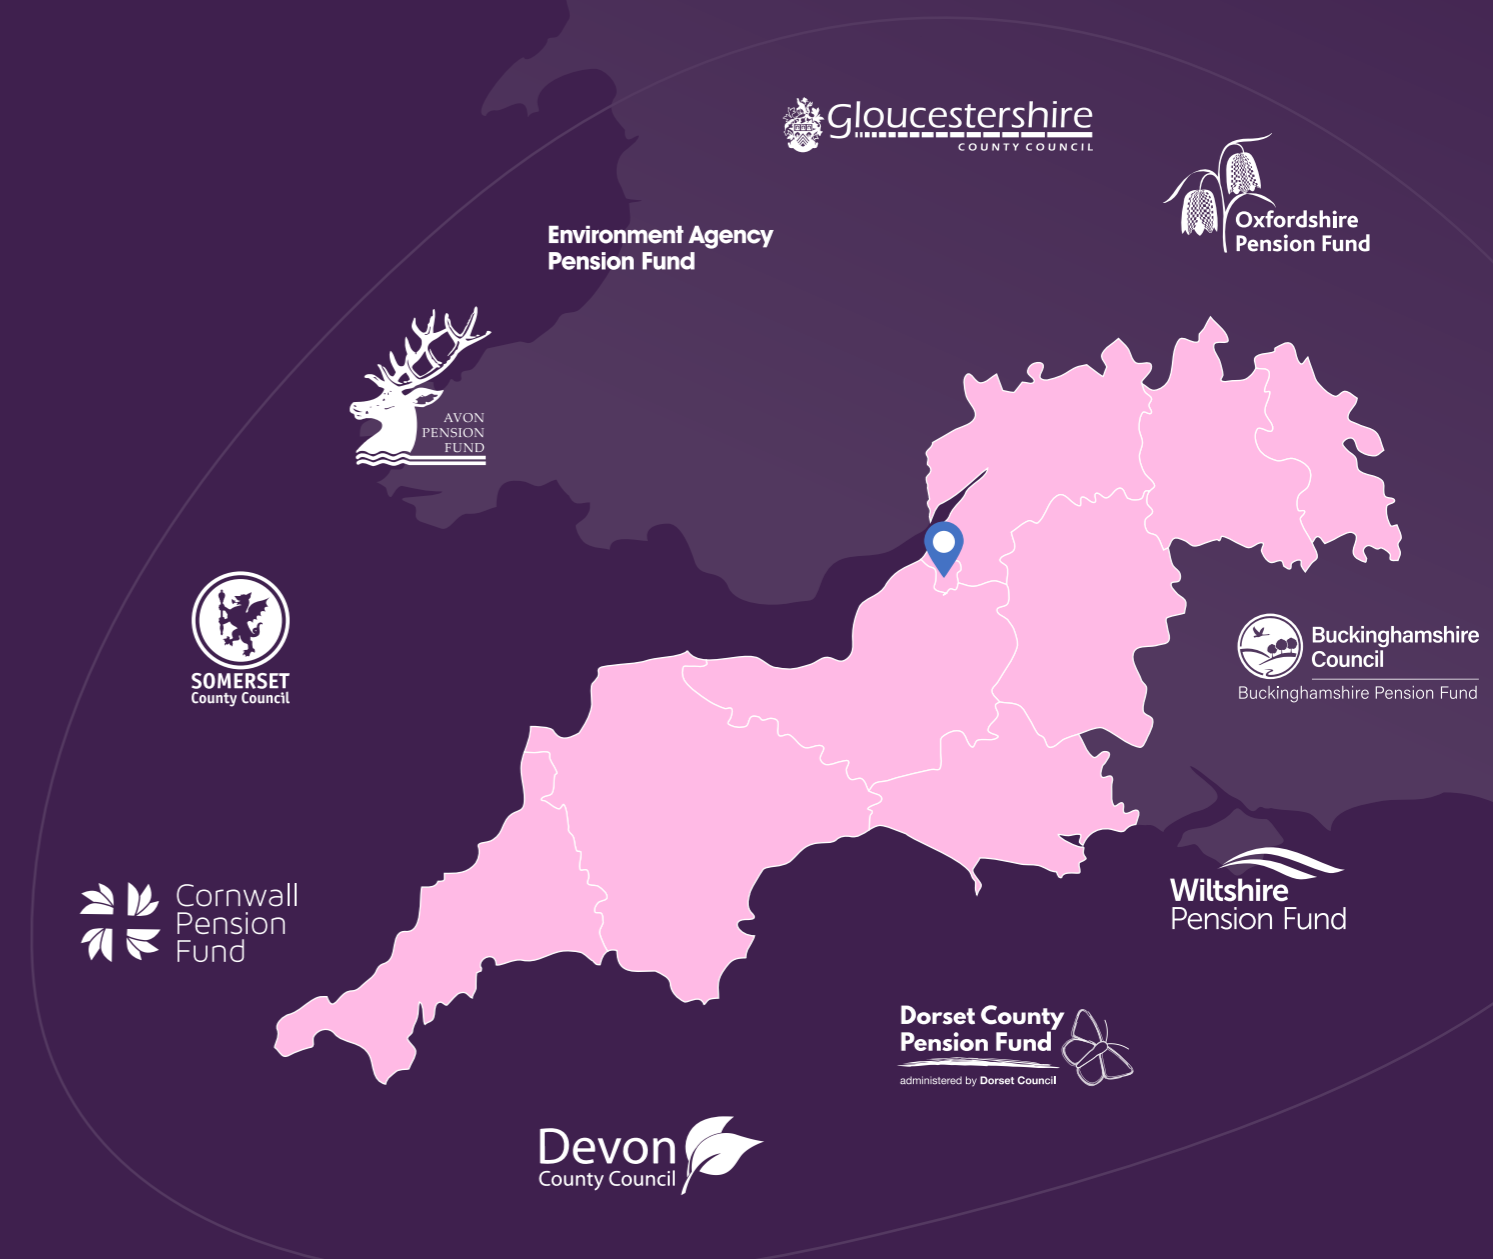 Gloucestershire
COUNTY COUNCIL
Oxfordshire
Pension Fund
Environment Agency
Pension Fund
AVON
PENSION
FUND
SOMERSET
County Council
Buckinghamshire
Council
Buckinghamshire Pension Fund
Cornwall
Pension
Fund
Wiltshire
Pension Fund
Dorset County
Pension Fund
administered by Dorset Council
Devon
County Council